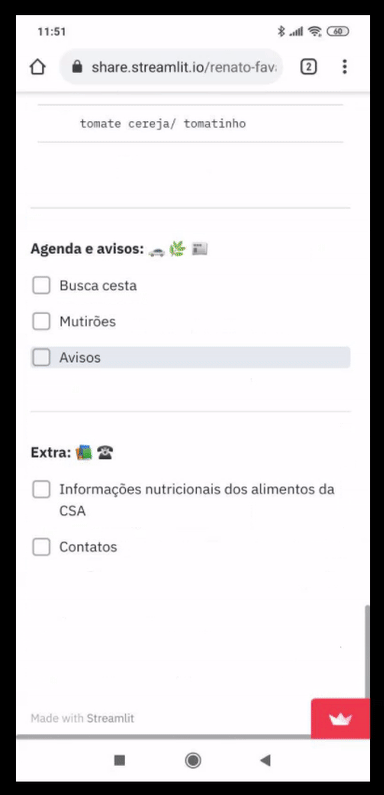 11:51
60
share.streamlit.io/renato-fav
2
tomate cereja/ tomatinho
Agenda e avisos:
Busca cesta
Mutirões
Avisos
Extra:
Informações nutricionais dos alimentos da
CSA
Contatos
Made with Streamlit